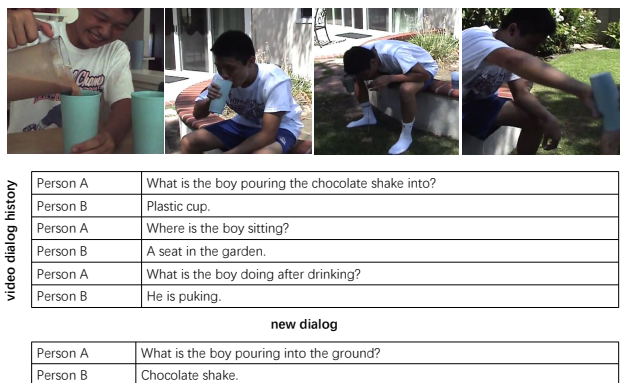 Champ
video dialog history
Person A What is the boy pouring the chocolate shake into?
Person B Plastic cup.
Person A Where is the boy sitting?
Person B A seat in the garden.
Person A What is the boy doing after drinking?
Person B He is puking.
new dialog
Person A What is the boy pouring into the ground?
Person B Chocolate shake.